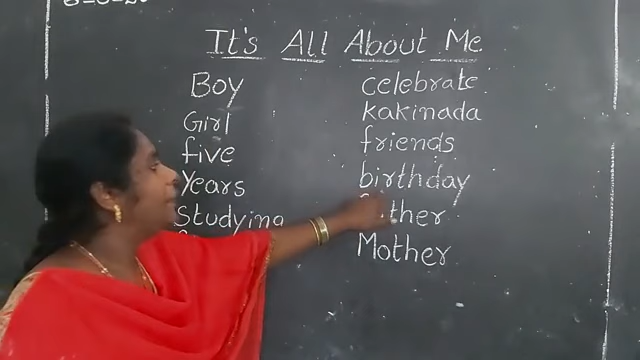 It's All About Me
Boy
Girl
five
Years
Studying
celebrate
kakinada
friends
birthday
Mother